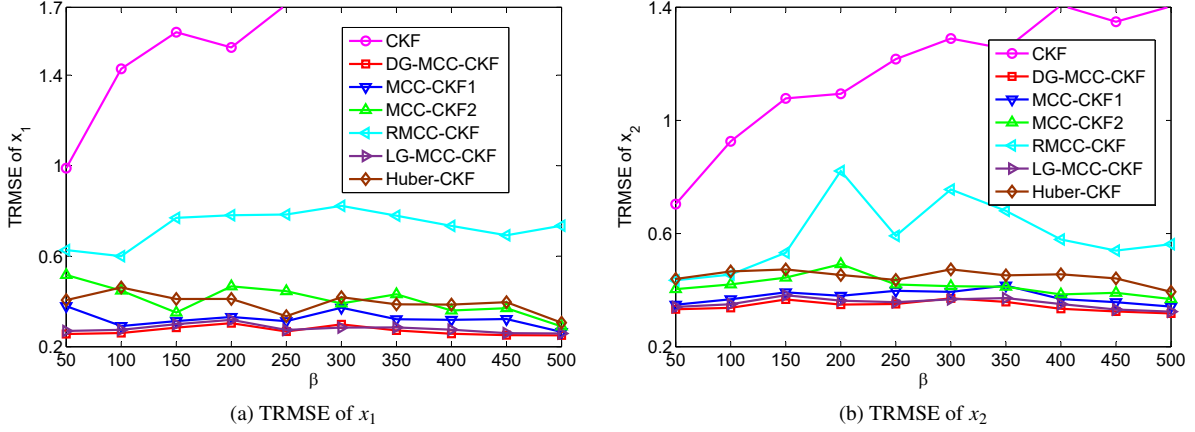 1.7
1.4
1
0.6
0.2
TRMSE of x1
CKF
DG-MCC-CKF
MCC-CKF1
MCC-CKF2
RMCC-CKF
LG-MCC-CKF
Huber-CKF
50 100 150 200 250 300 350 400 450 500
β
(a) TRMSE of x1
1.4
1
0.6
0.2
TRMSE of x2
CKF
DG-MCC-CKF
MCC-CKF1
MCC-CKF2
RMCC-CKF
LG-MCC-CKF
Huber-CKF
50 100 150 200 250 300 350 400 450 500
β
(b) TRMSE of x2